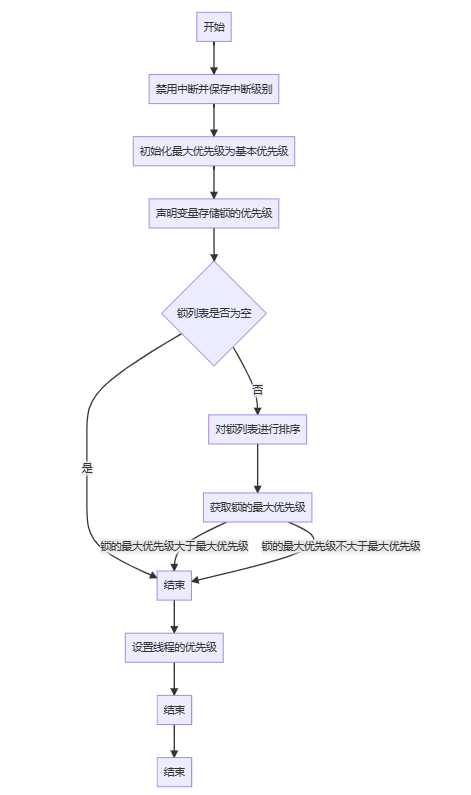 开始
禁用中断并保存中断级别
初始化最大优先级为基本优先级
声明变量存储锁的优先级
锁列表是否为空
否
对锁列表进行排序
是
获取锁的最大优先级
锁的最大优先级大于最大优先级
锁的最大优先级不大于最大优先级
结束
设置线程的优先级
结束
结束